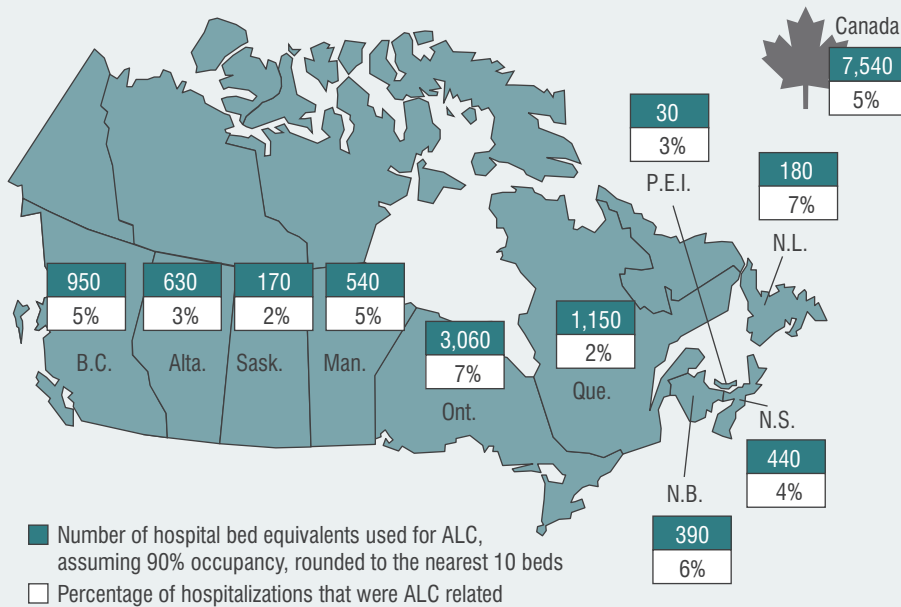 Canada
7,540
5%
30
3%
P.E.I.
180
7%
N.L.
950
5%
B.C.
630
3%
Alta.
170
2%
Sask.
540
5%
Man.
3,060
7%
Ont.
1,150
2%
Que.
N.S.
440
4%
N.B.
390
6%
Number of hospital bed equivalents used for ALC,
assuming 90% occupancy, rounded to the nearest 10 beds
Percentage of hospitalizations that were ALC related